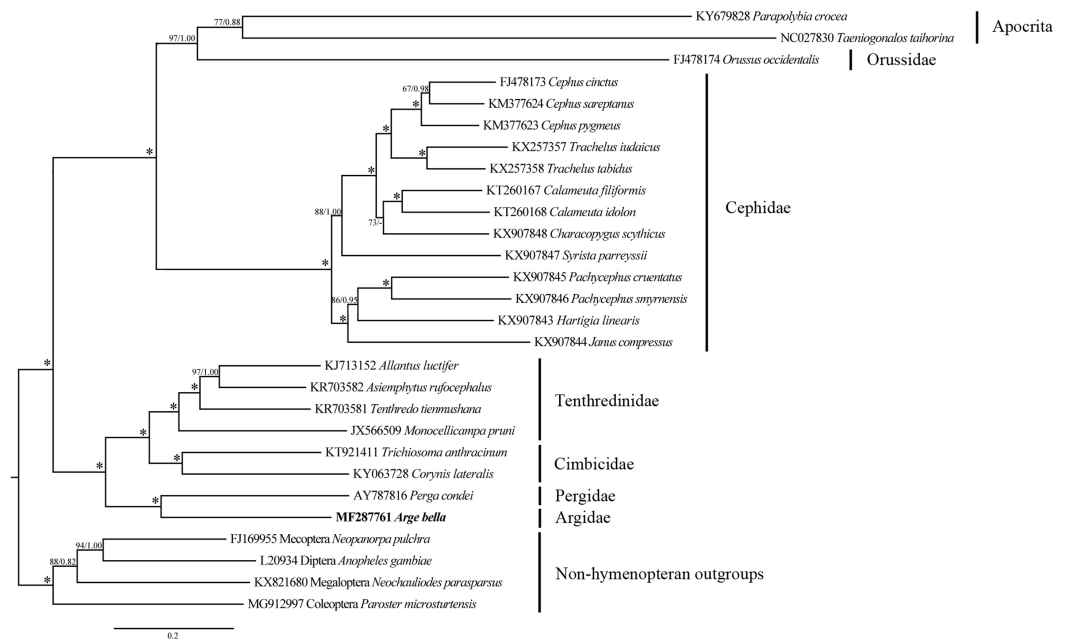 77/0.88
KY679828 Parapolybia crocea
97/1.00
NC027830 Taeniogonalos taihorina
Apocrita
*
FJ478174 Orussus occidentalis
Orussidae
67/0.98
FJ478173 Cephus cinctus
*
KM377624 Cephus sareptanus
*
KM377623 Cephus pygmeus
*
KX257357 Trachelus iudaicus
*
KX257358 Trachelus tabidus
*
KT260167 Calameuta filiformis
88/1.00
KT260168 Calameuta idolon
73/-
KX907848 Characopygus scythicus
Cephidae
*
KX907847 Syrista parreyssii
*
KX907845 Pachycephus cruentatus
86/0.95
KX907846 Pachycephus smyrnensis
*
KX907843 Hartigia linearis
KX907844 Janus compressus
*
97/1.00
KJ713152 Allantus luctifer
*
KR703582 Asiemphytus rufocephalus
*
KR703581 Tenthredo tienmushana
Tenthredinidae
*
JX566509 Monocellicampa pruni
*
KT921411 Trichiosoma anthracinum
*
KY063728 Corynis lateralis
Cimbicidae
*
AY787816 Perga condei
Pergidae
MF287761 Arge bella
Argidae
94/1.00
FJ169955 Mecoptera Neopanorpa pulchra
88/0.82
L20934 Diptera Anopheles gambiae
*
KX821680 Megaloptera Neochauliodes parasparsus
Non-hymenopteran outgroups
MG912997 Coleoptera Paroster microsturtensis
0.2